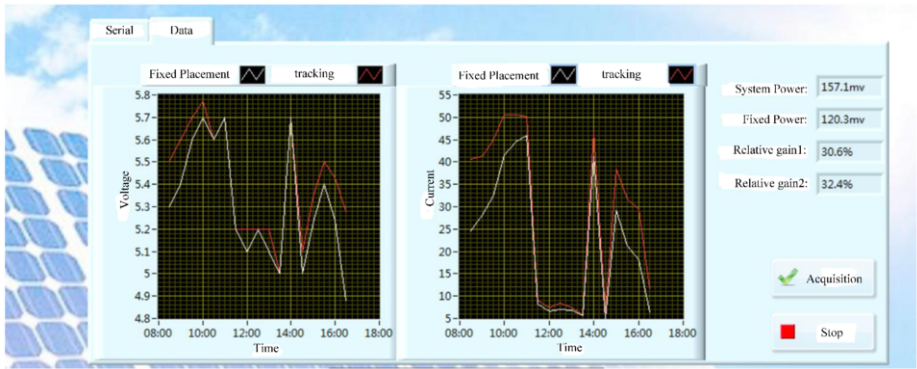 Serial
Data
Fixed Placement
tracking
Fixed Placement
tracking
5.8
5.7
5.6
5.5
5.4
5.3
5.2
5.1
5
4.9
4.8
Voltage
08:00
10:00
12:00
14:00
16:00
18:00
Time
55
50
45
40
35
30
25
20
15
10
5
Current
08:00
10:00
12:00
14:00
16:00
18:00
Time
System Power: 157.1mv
Fixed Power: 120.3mv
Relative gain1: 30.6%
Relative gain2: 32.4%
Acquisition
Stop